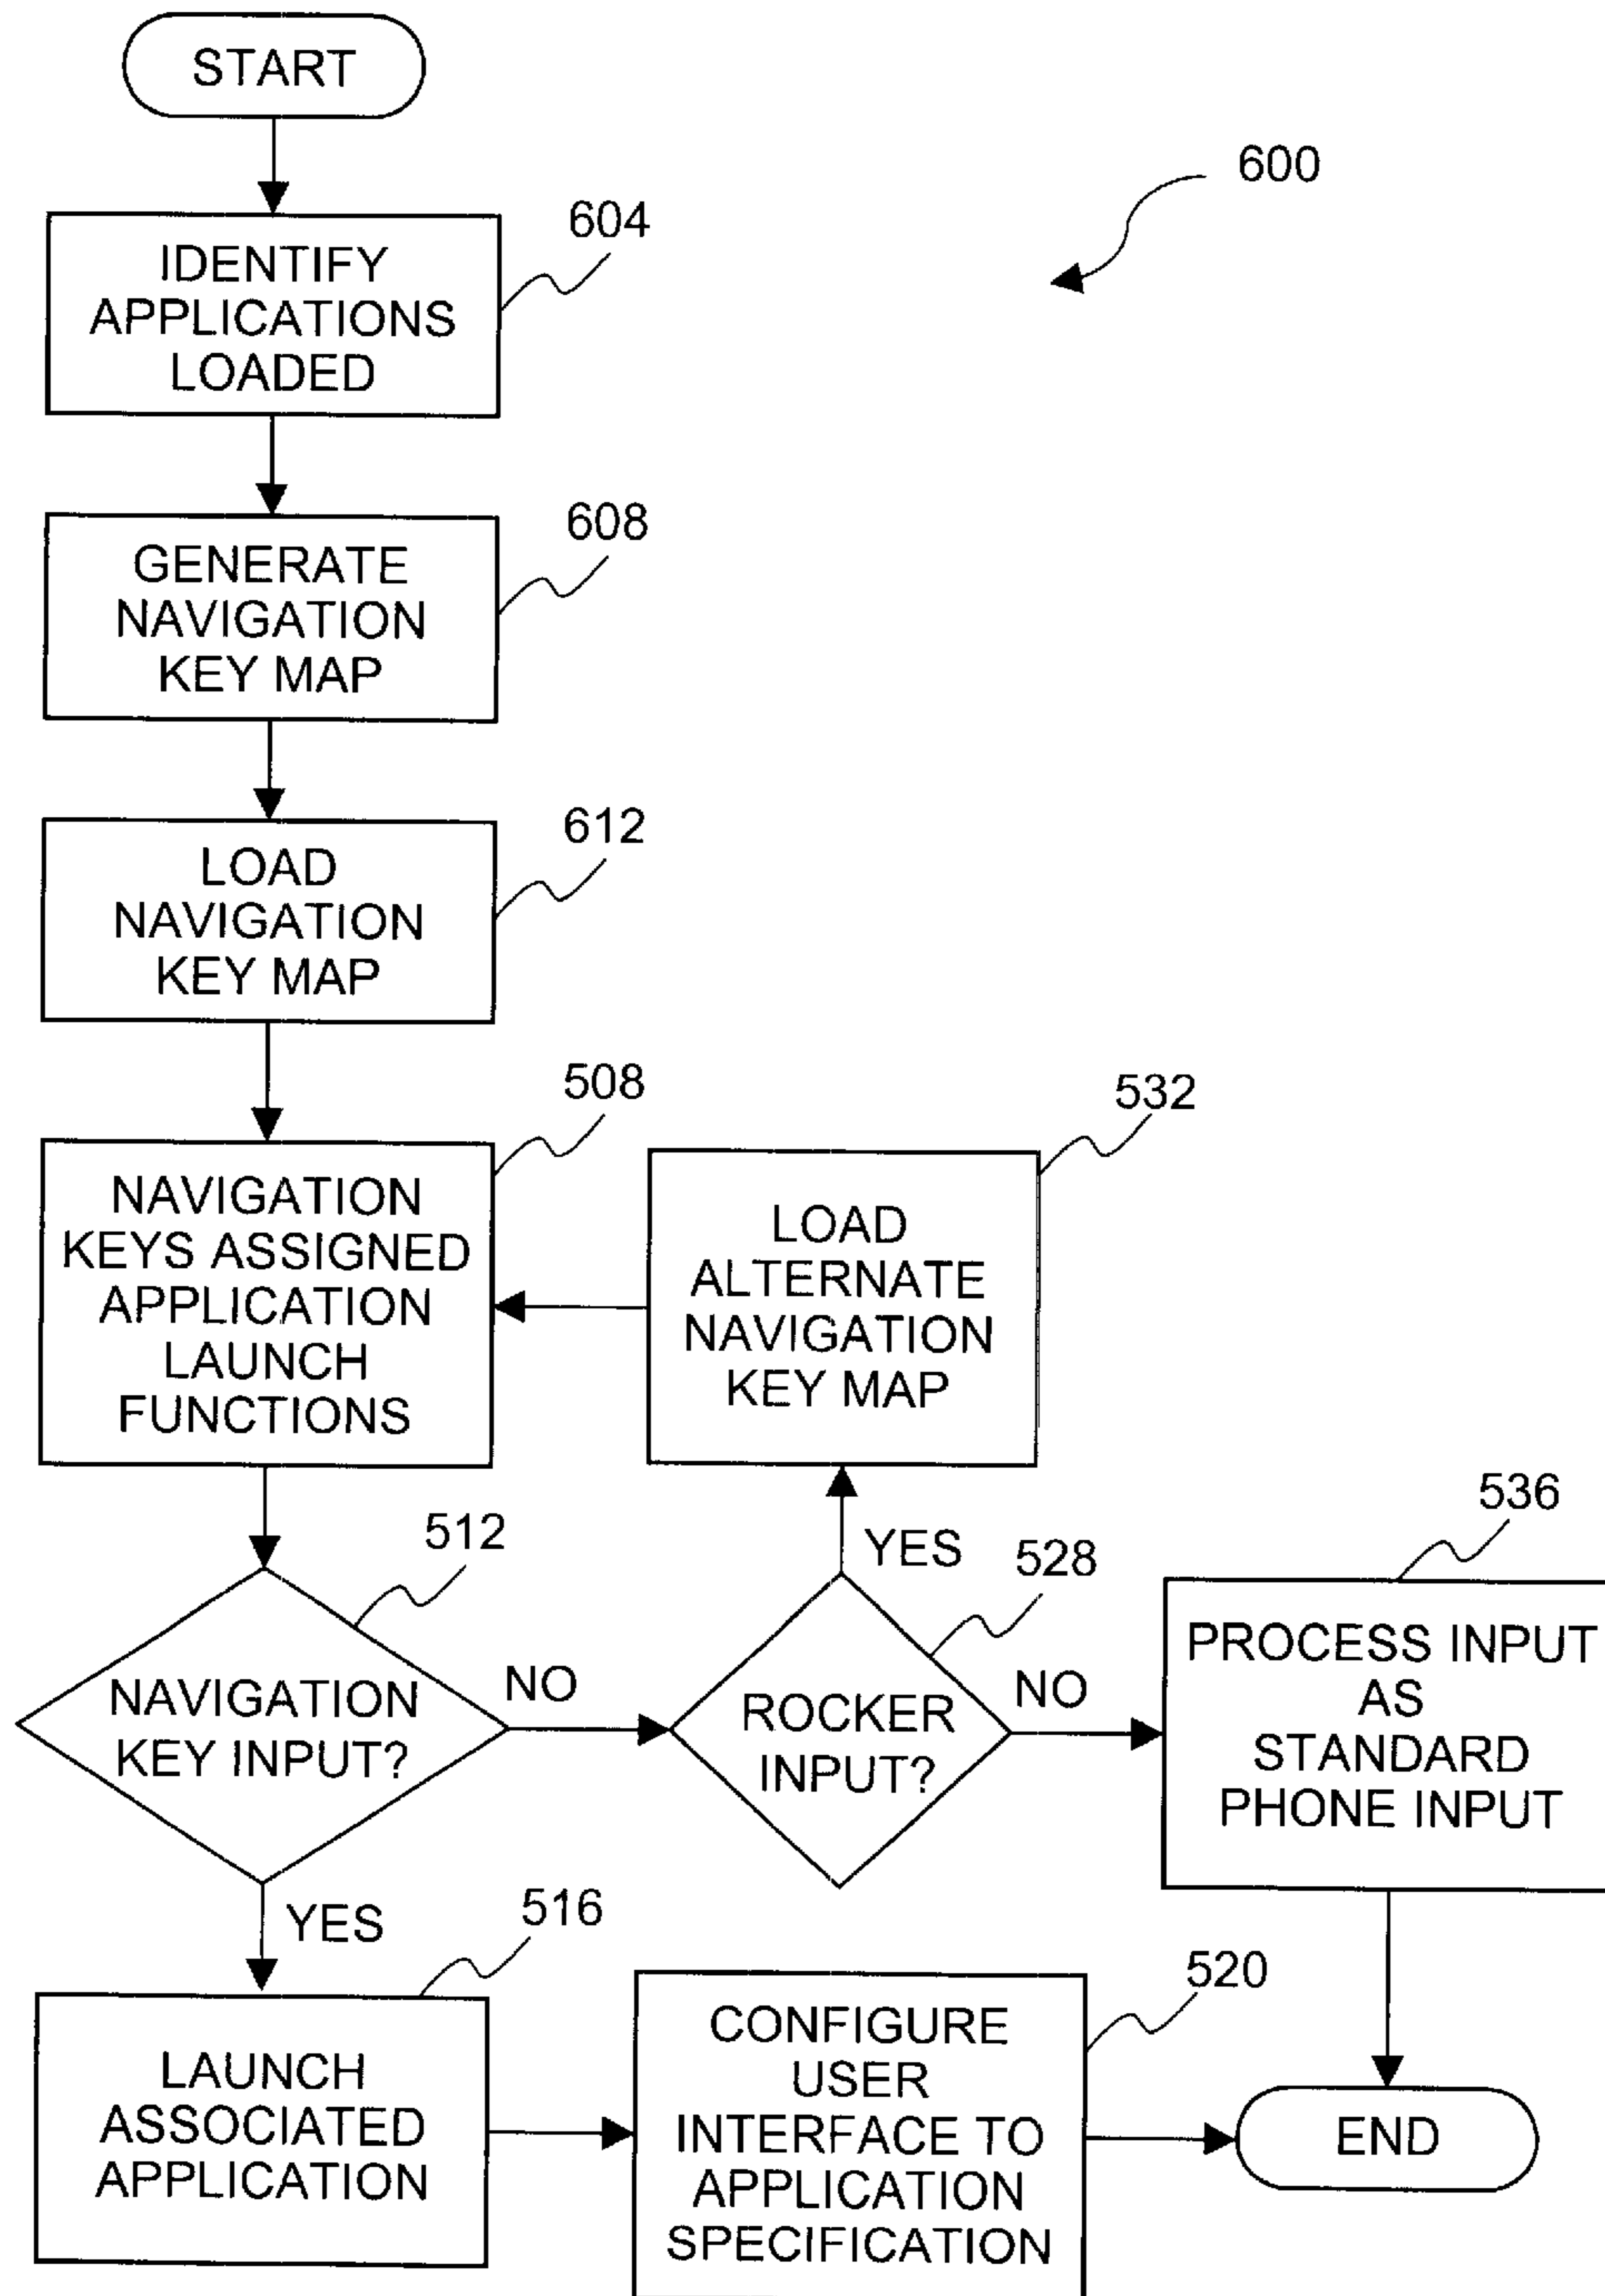 START
600
604
IDENTIFY
APPLICATIONS
LOADED
608
GENERATE
NAVIGATION
KEY MAP
612
LOAD
NAVIGATION
KEY MAP
508
NAVIGATION
KEYS ASSIGNED
APPLICATION
LAUNCH
FUNCTIONS
532
LOAD
ALTERNATE
NAVIGATION
KEY MAP
512
NAVIGATION
KEY INPUT?
NO
YES
528
ROCKER
INPUT?
YES
NO
536
PROCESS INPUT
AS
STANDARD
PHONE INPUT
516
LAUNCH
ASSOCIATED
APPLICATION
520
CONFIGURE
USER
INTERFACE TO
APPLICATION
SPECIFICATION
END